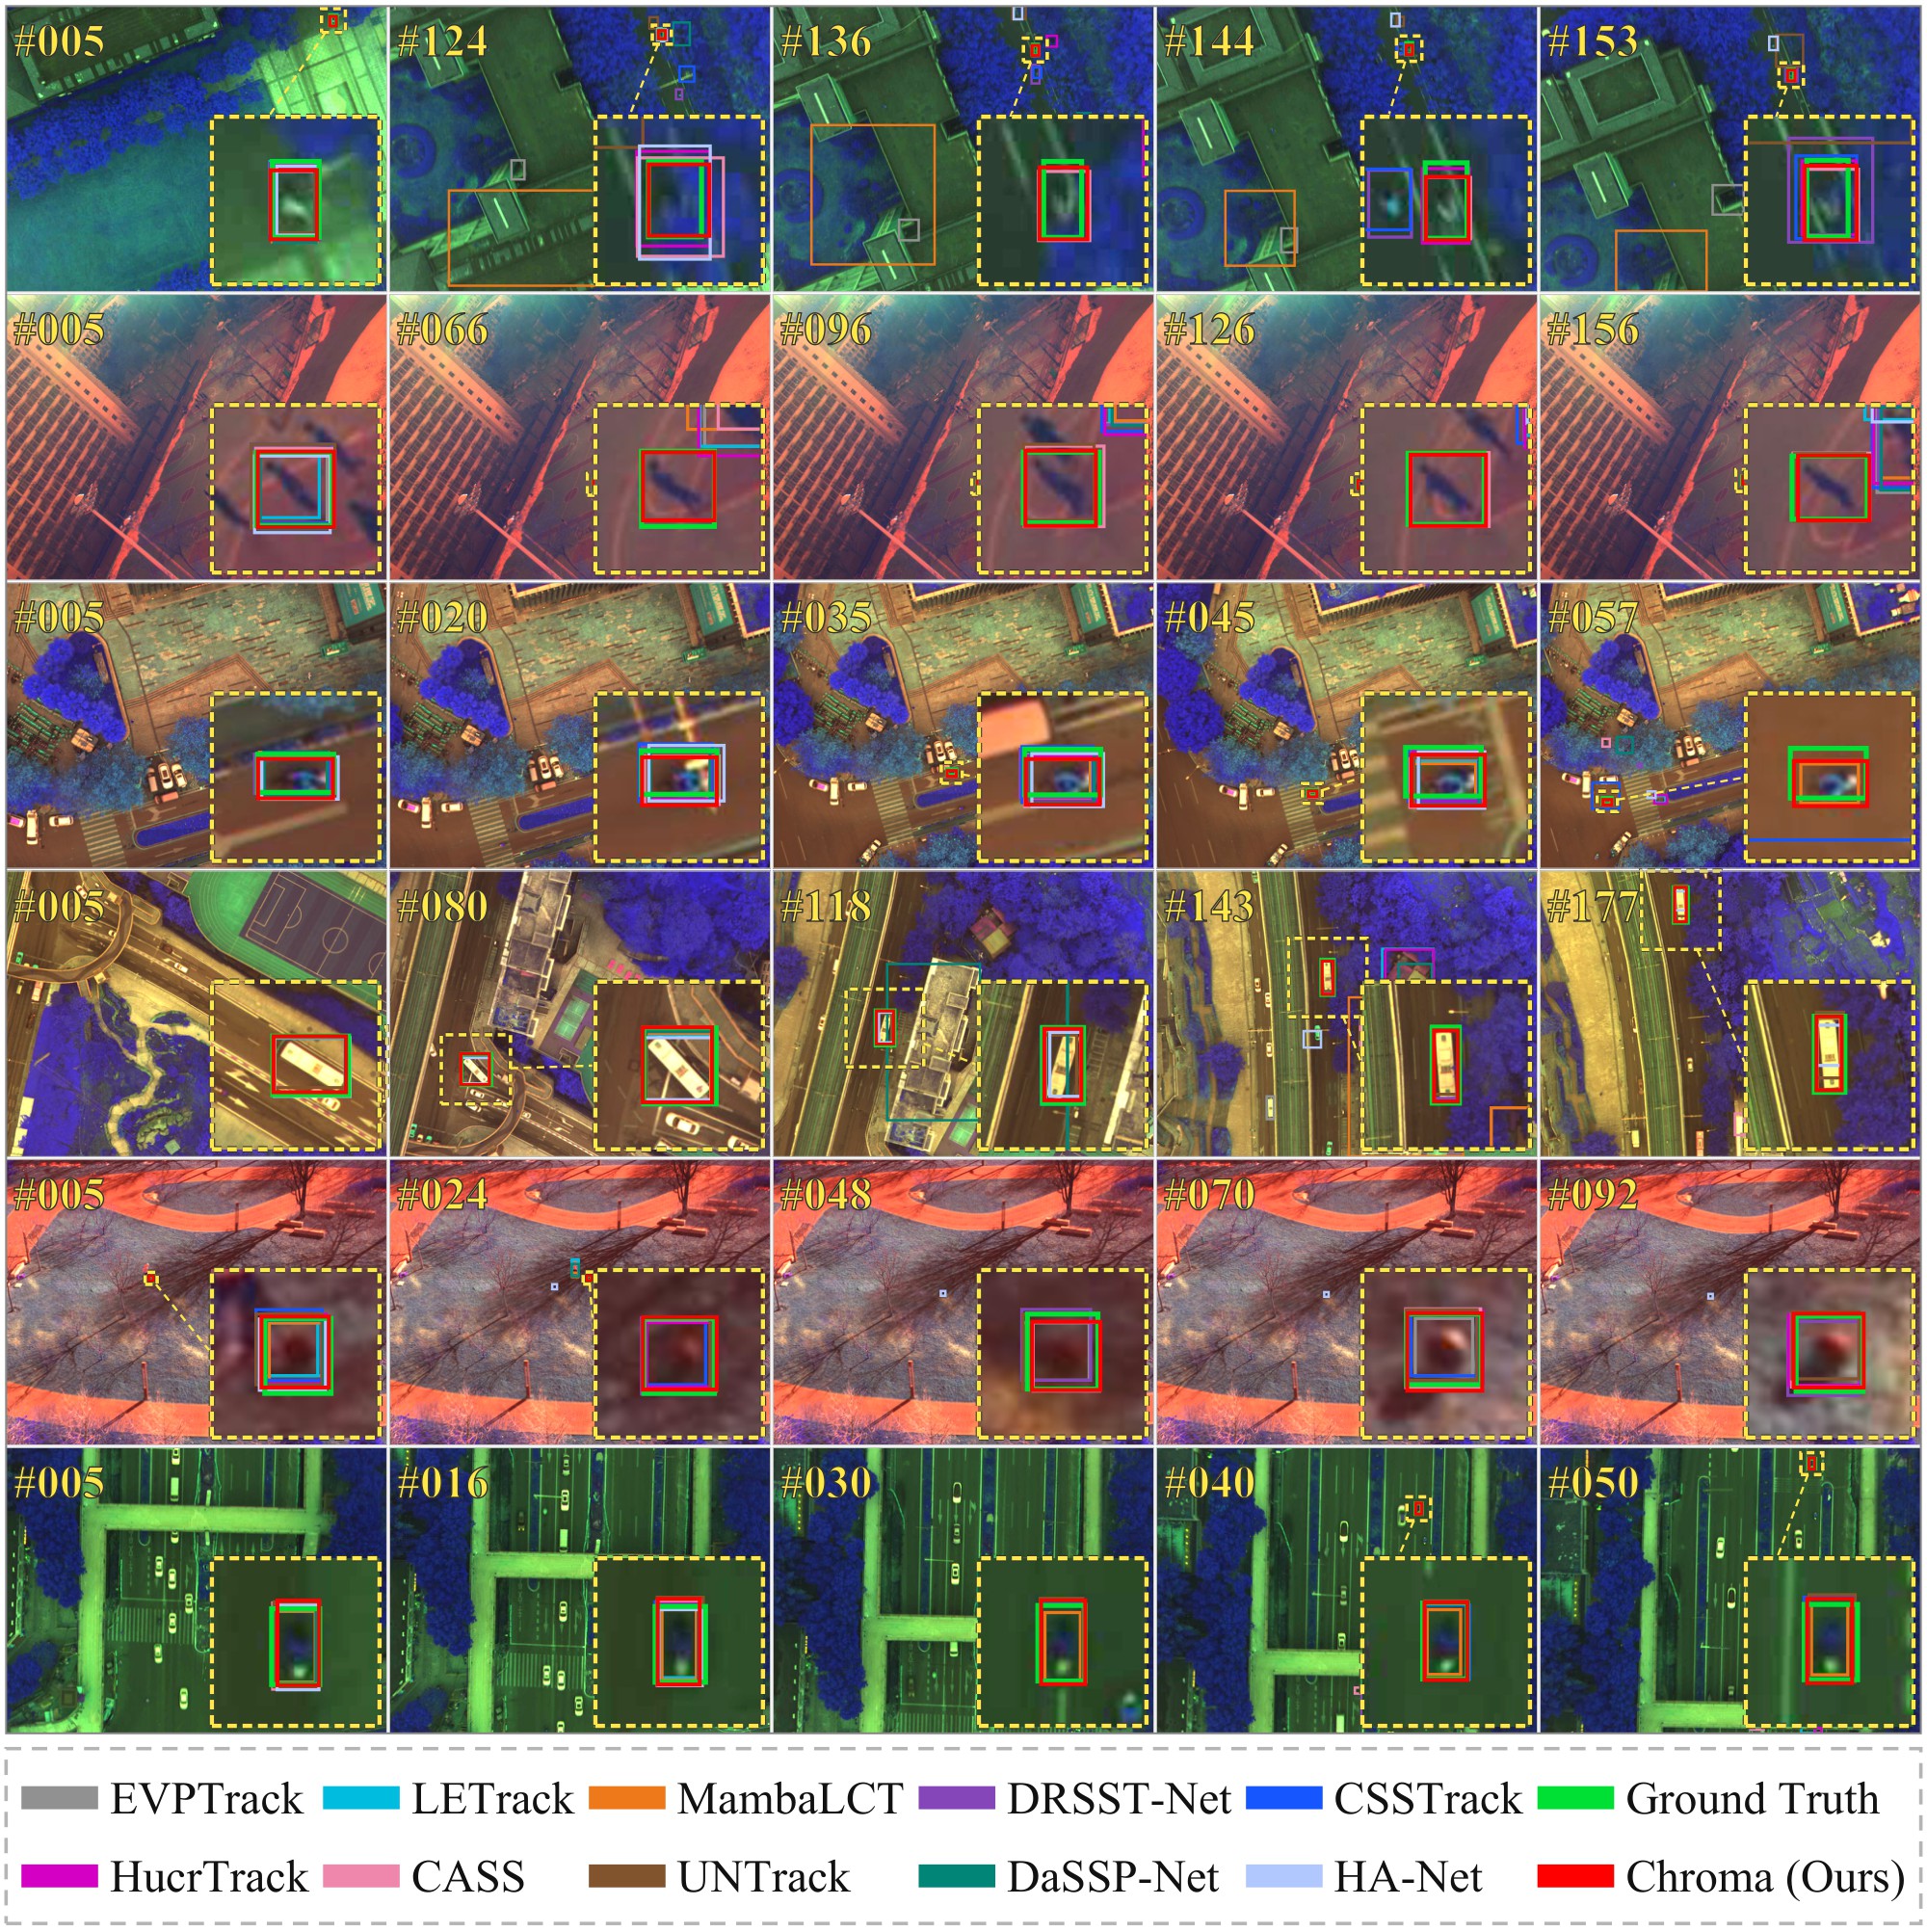 #005 #124 #136 #144 #153
#005 #066 #096 #126 #156
#005 #020 #035 #045 #057
#005 #080 #118 #143 #177
#005 #024 #048 #070 #092
#005 #016 #030 #040 #050
EVPTrack LETrack MambaLCT DRSST-Net CSSTrack Ground Truth
HucrTrack CASS UNTrack DaSSP-Net HA-Net Chroma (Ours)